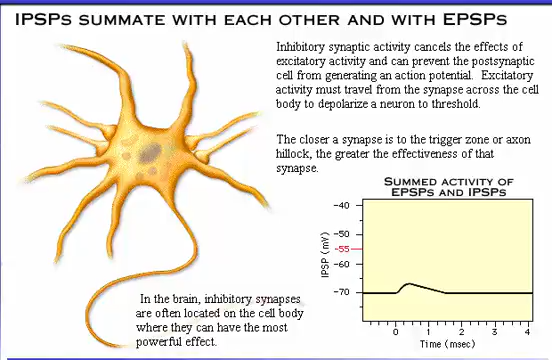 IPSPs SUMMATE WITH EACH OTHER AND WITH EPSPs
Inhibitory synaptic activity cancels the effects of
excitatory activity and can prevent the postsynaptic
cell from generating an action potential. Excitatory
activity must travel from the synapse across the cell
body to depolarize a neuron to threshold.
The closer a synapse is to the trigger zone or axon
hillock, the greater the effectiveness of that
synapse.
SUMMED ACTIVITY OF
EPSPs AND IPSPs
IPSP (mV)
-40
-50
-55
-60
-70
0 1 2 3 4
Time (msec)
In the brain, inhibitory synapses
are often located on the cell body
where they can have the most
powerful effect.